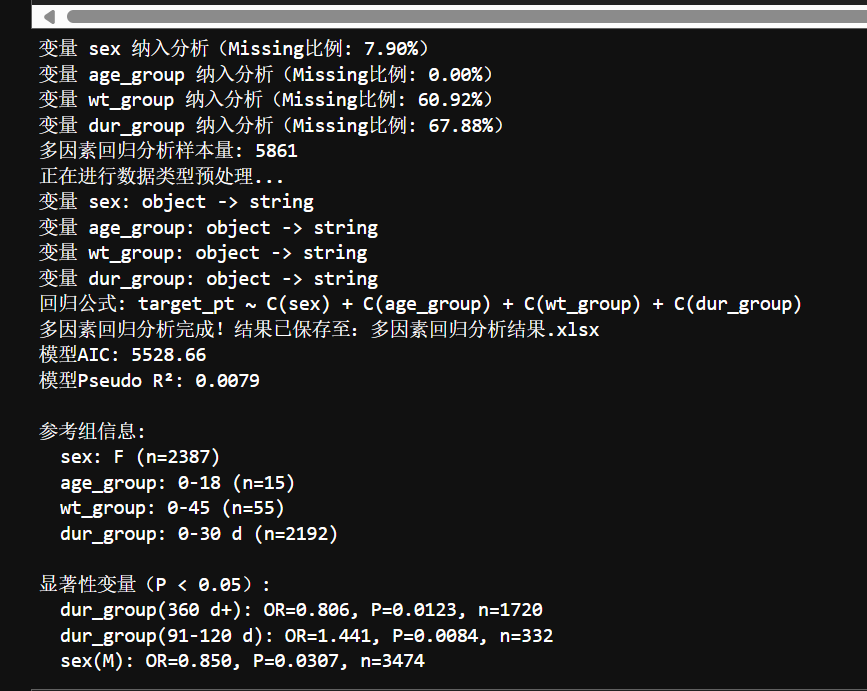 变量 sex 纳入分析（Missing比例: 7.90%）
变量 age_group 纳入分析（Missing比例: 0.00%）
变量 wt_group 纳入分析（Missing比例: 60.92%）
变量 dur_group 纳入分析（Missing比例: 67.88%）
多因素回归分析样本量: 5861
正在进行数据类型预处理...
变量 sex: object -> string
变量 age_group: object -> string
变量 wt_group: object -> string
变量 dur_group: object -> string
回归公式: target_pt ~ C(sex) + C(age_group) + C(wt_group) + C(dur_group)
多因素回归分析完成！结果已保存至：多因素回归分析结果.xlsx
模型AIC: 5528.66
模型Pseudo R²: 0.0079
参考组信息:
sex: F (n=2387)
age_group: 0-18 (n=15)
wt_group: 0-45 (n=55)
dur_group: 0-30 d (n=2192)
显著性变量（P < 0.05）:
dur_group(360 d+): OR=0.806, P=0.0123, n=1720
dur_group(91-120 d): OR=1.441, P=0.0084, n=332
sex(M): OR=0.850, P=0.0307, n=3474